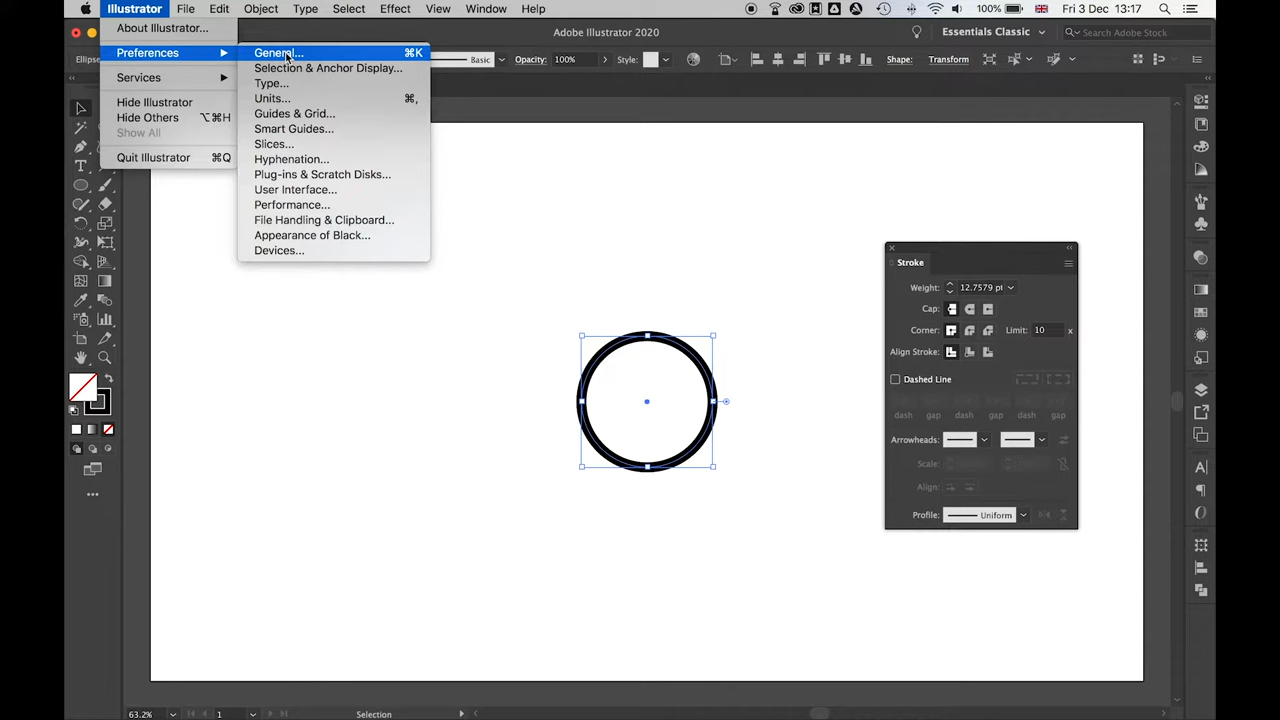 Illustrator File Edit Object Type Select Effect View Window Help 100% Fri 3 Dec 13:17
About Illustrator...
Preferences
Services
Hide Illustrator
Hide Others ⌥⌘H
Show All
Quit Illustrator ⌘Q
General... ⌘K
Selection & Anchor Display...
Type...
Units... ⌘,
Guides & Grid...
Smart Guides...
Slices...
Hyphenation...
Plug-ins & Scratch Disks...
User Interface...
Performance...
File Handling & Clipboard...
Appearance of Black...
Devices...
Adobe Illustrator 2020
Essentials Classic
Search Adobe Stock
Basic Opacity: 100% Style: Shape: Transform
Stroke
Weight: 12.7579 pt
Cap:
Corner: Limit: 10 x
Align Stroke:
Dashed Line
dash gap dash gap dash gap
Arrowheads:
Scale:
Align:
Profile: Uniform
63.2% 1 Selection